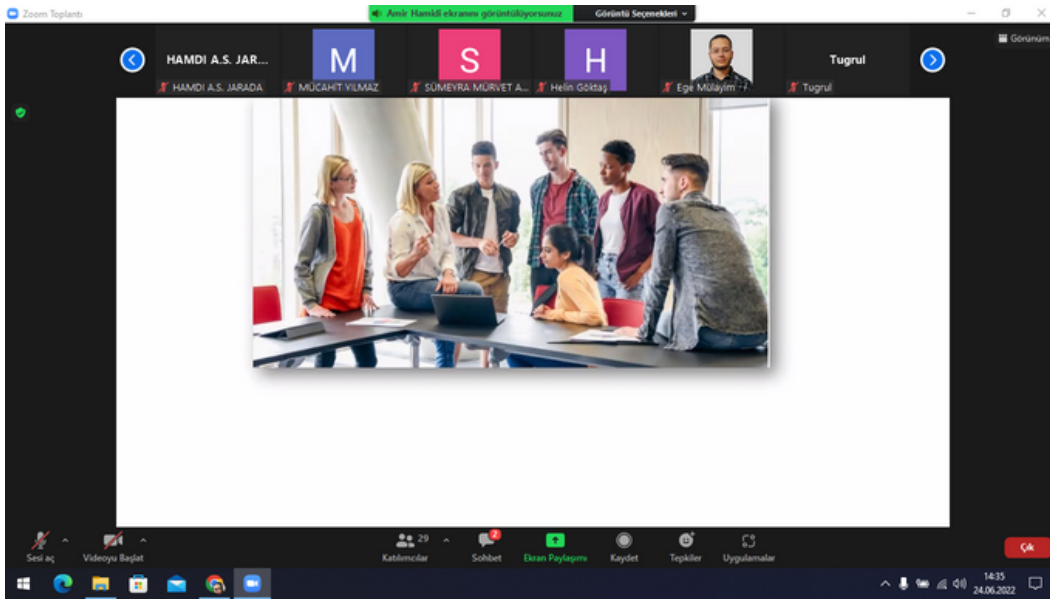 Zoom Toplantı
Amir Hamidi ekranını görüntülüyorsunuz
Görüntü Seçenekleri
Görünüm
HAMDI A.S. JAR...
M
S
H
Tugrul
HAMDI A.S. JARADA
MÜCAHİT YILMAZ
SÜMEYRA MÜRVET A...
Helin Göktaş
Ege Mülayim
Tugrul
29
2
Sesi aç
Videoyu Başlat
Katılımcılar
Sohbet
Ekran Paylaşımı
Kaydet
Tepkiler
Uygulamalar
Çık
14:35
24.06.2022